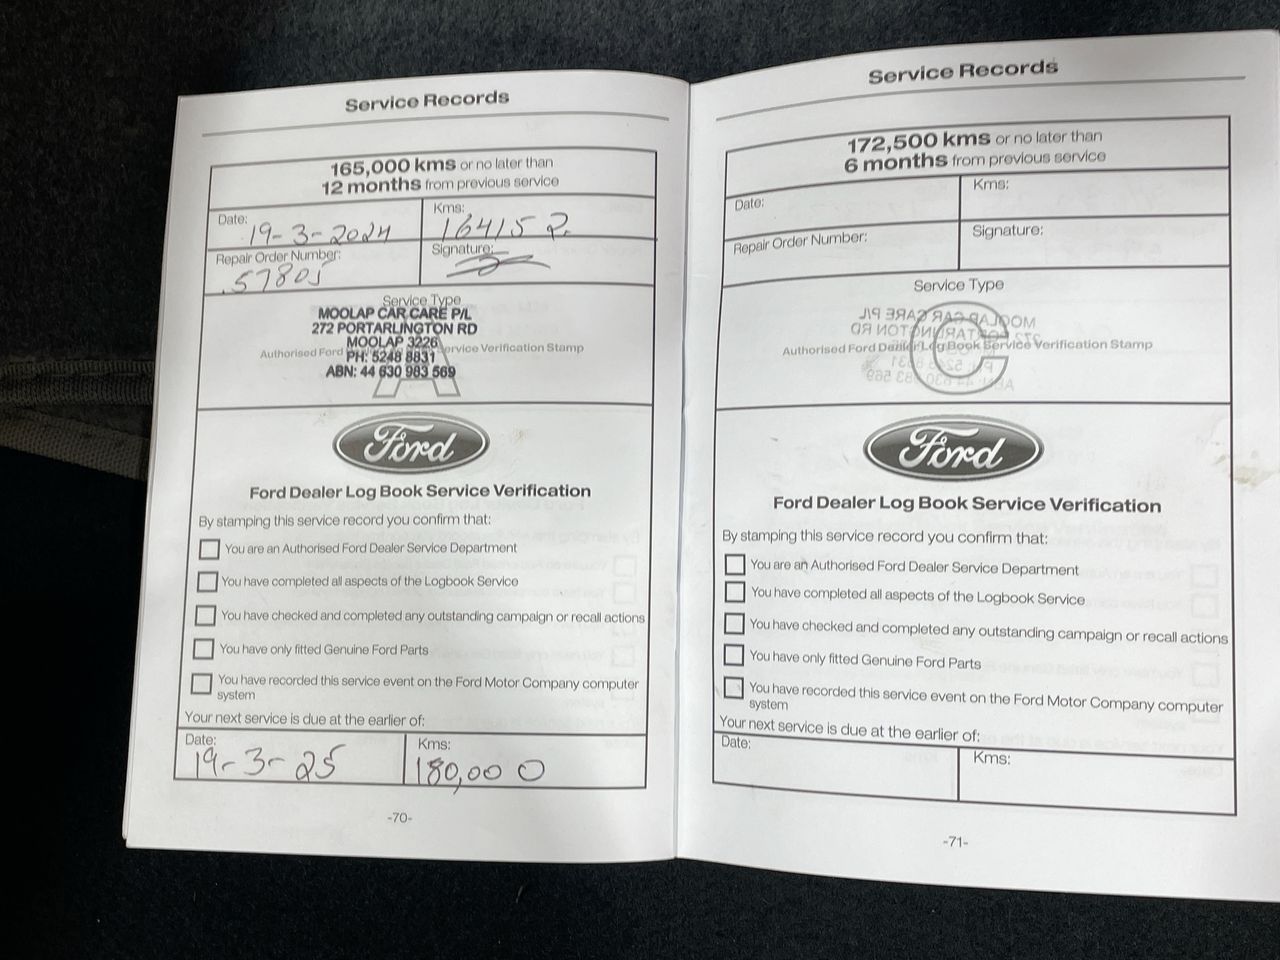 Service Records
165,000 kms or no later than
12 months from previous service
Date: 19-3-2024
Kms: 164152
Repair Order Number: 57805
Signature:
Service Type
MOOLAP CAR CARE P/L
272 PORTARLINGTON RD
MOOLAP 3226
Authorised Ford Service Verification Stamp
PH: 5248 8831
ABN: 44 630 983 569
A
Ford
Ford Dealer Log Book Service Verification
By stamping this service record you confirm that:
You are an Authorised Ford Dealer Service Department
You have completed all aspects of the Logbook Service
You have checked and completed any outstanding campaign or recall actions
You have only fitted Genuine Ford Parts
You have recorded this service event on the Ford Motor Company computer
system
Your next service is due at the earlier of:
Date: 19-3-25
Kms: 180,000
-70-
Service Records
172,500 kms or no later than
6 months from previous service
Date:
Kms:
Repair Order Number:
Signature:
Service Type
C
Authorised Ford Dealer Log Book Service Verification Stamp
Ford
Ford Dealer Log Book Service Verification
By stamping this service record you confirm that:
You are an Authorised Ford Dealer Service Department
You have completed all aspects of the Logbook Service
You have checked and completed any outstanding campaign or recall actions
You have only fitted Genuine Ford Parts
You have recorded this service event on the Ford Motor Company computer
system
Your next service is due at the earlier of:
Date:
Kms:
-71-